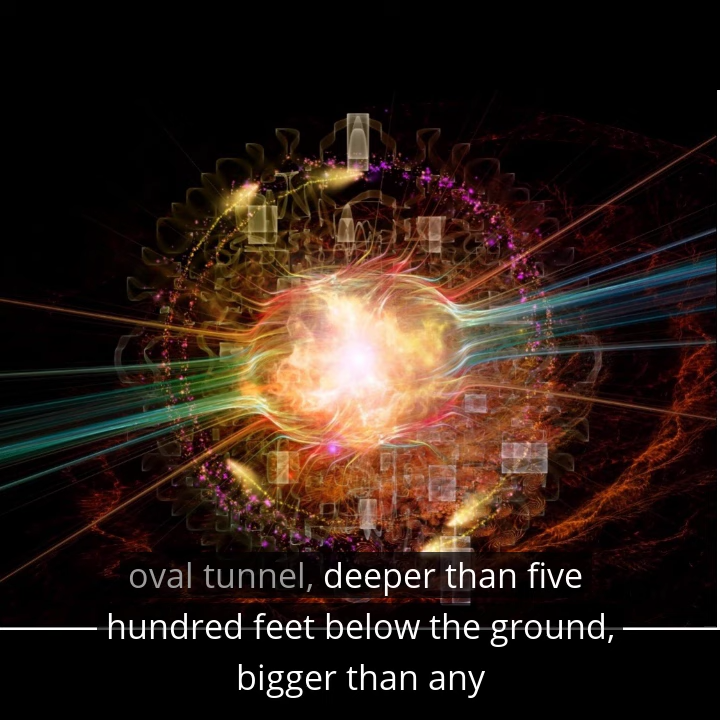 oval tunnel, deeper than five
hundred feet below the ground,
bigger than any